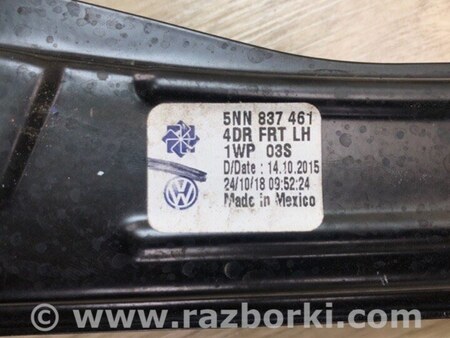 5NN 837 461
4DR FRT LH
1WP 03S
D/Date : 14.10.2015
24/10/18 09:52:24
Made in Mexico
www.razborki.com